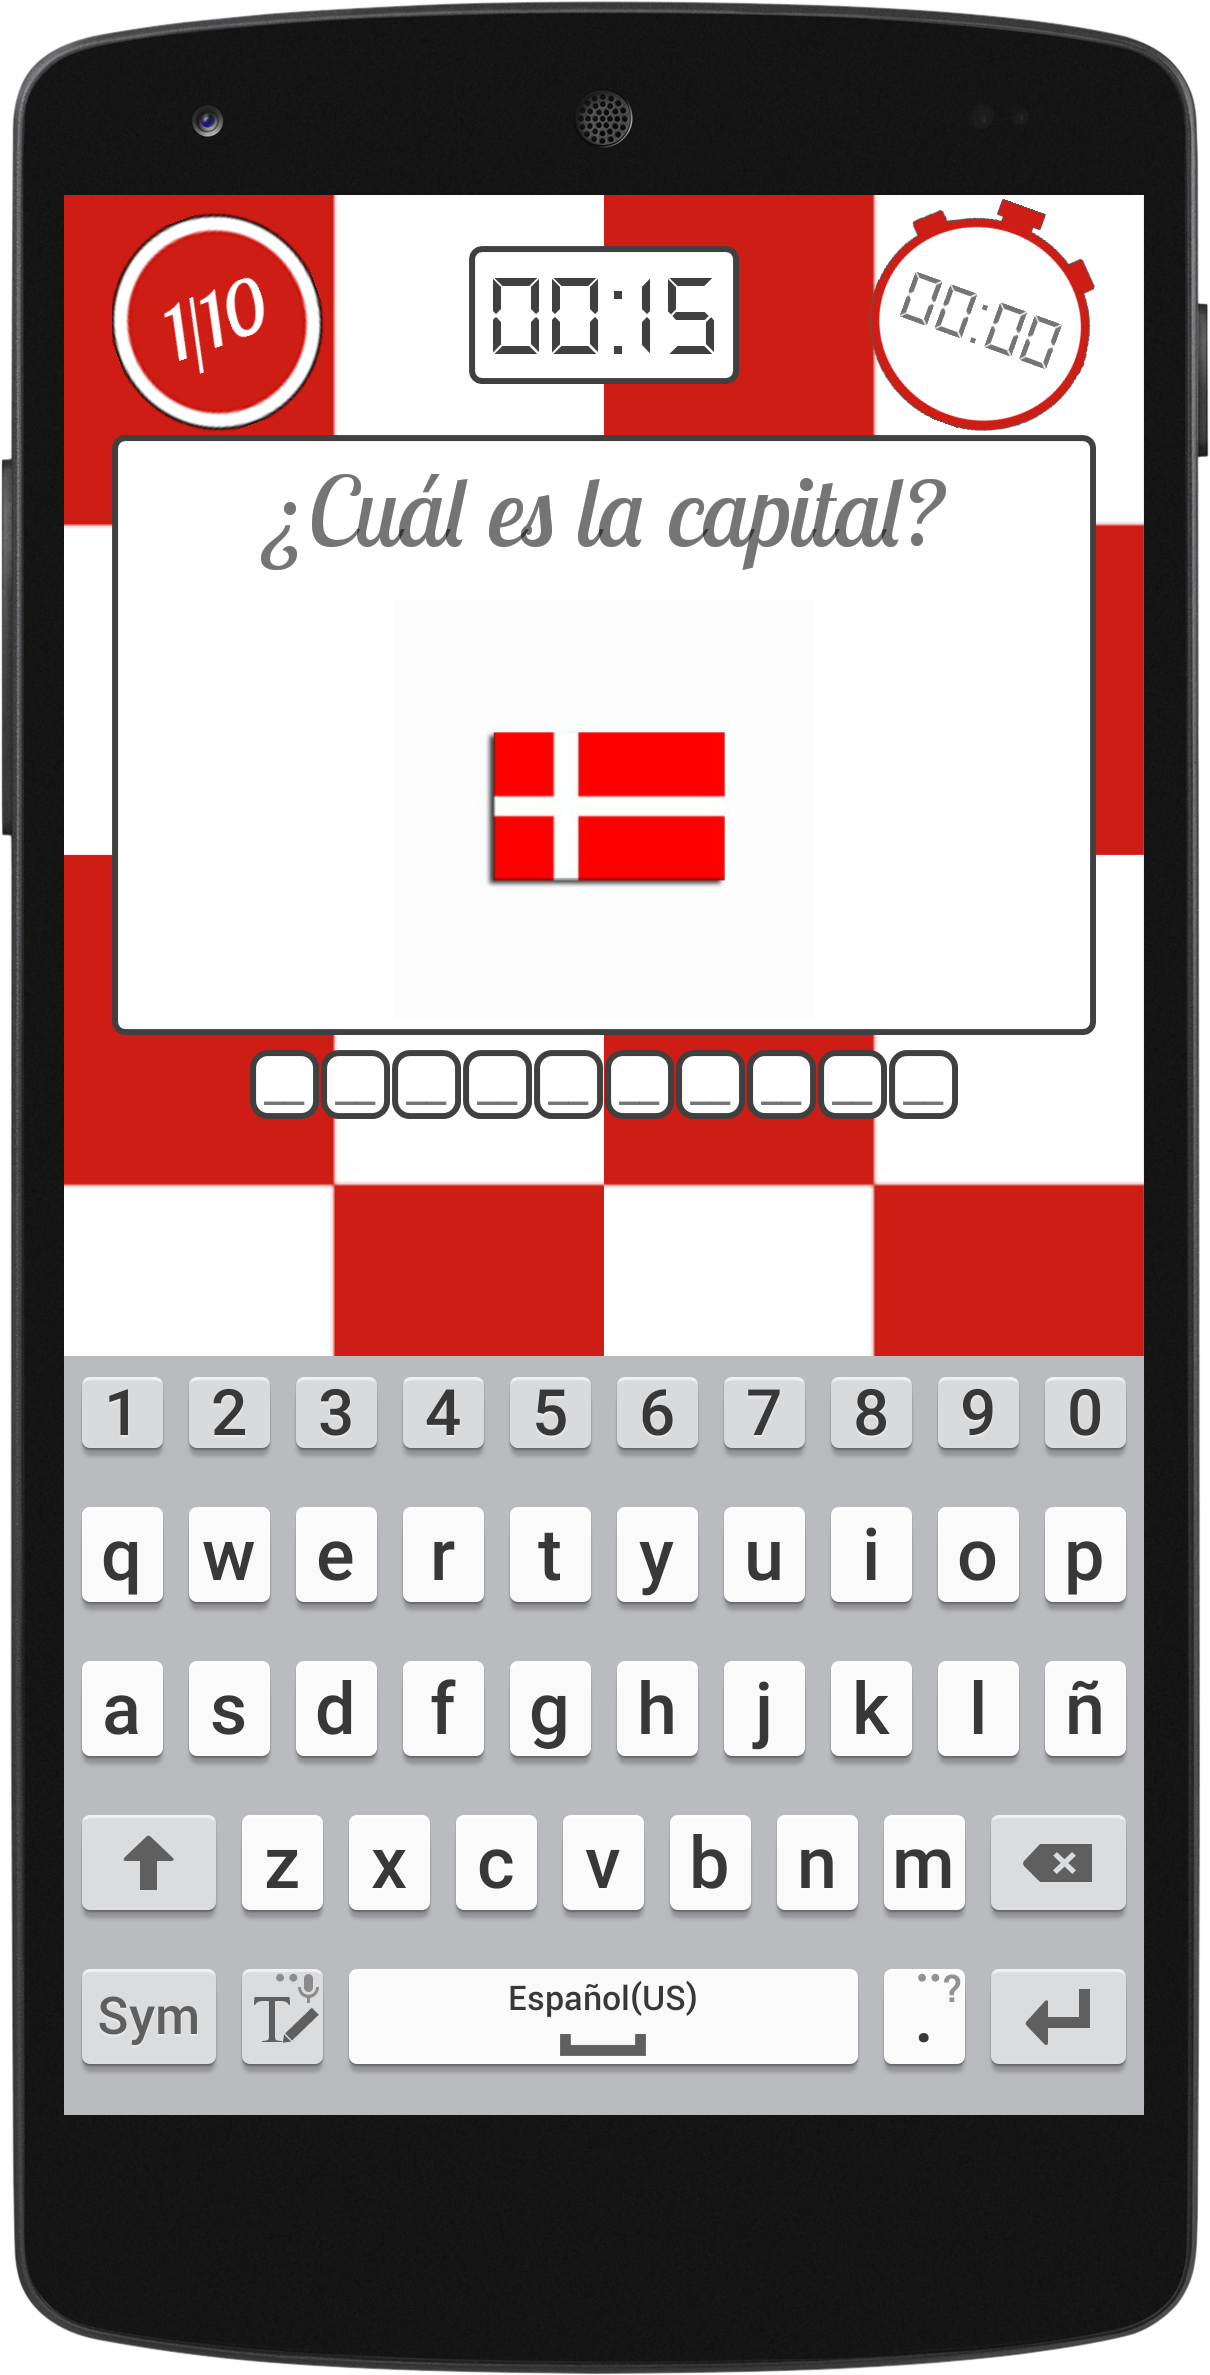 1/10
00:15
00:00
¿Cuál es la capital?
_ _ _ _ _ _ _ _ _ _
1 2 3 4 5 6 7 8 9 0
q w e r t y u i o p
a s d f g h j k l ñ
z x c v b n m
Sym T Español(US) . ?